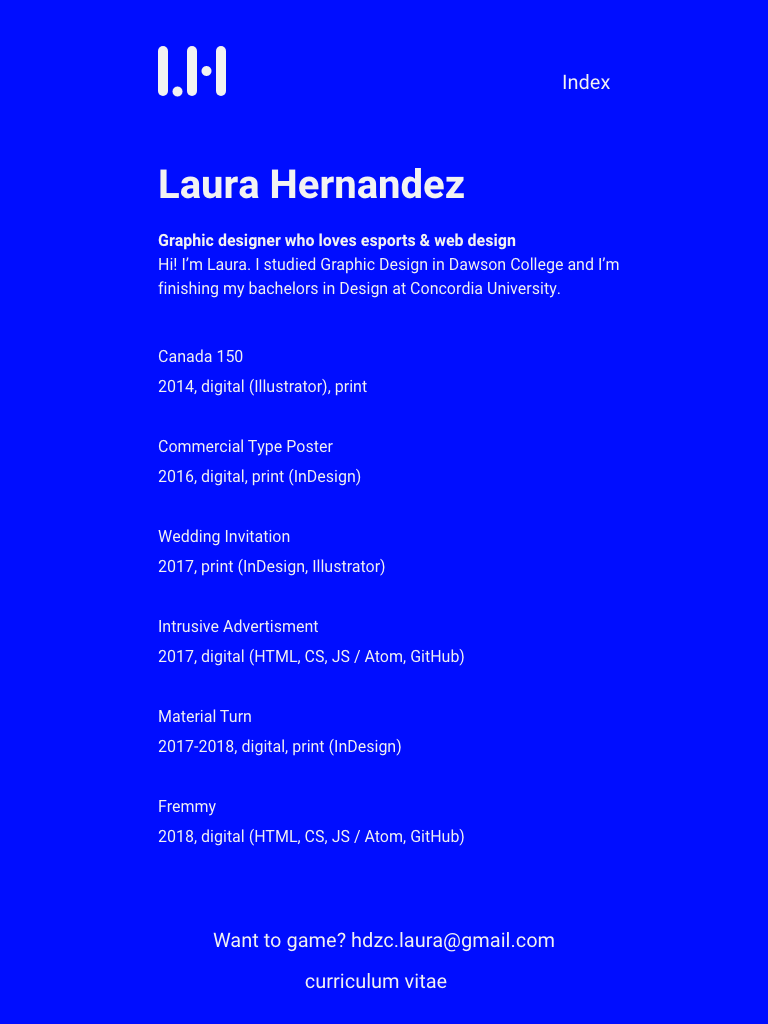 Index
Laura Hernandez
Graphic designer who loves esports & web design
Hi! I’m Laura. I studied Graphic Design in Dawson College and I’m
finishing my bachelors in Design at Concordia University.
Canada 150
2014, digital (Illustrator), print
Commercial Type Poster
2016, digital, print (InDesign)
Wedding Invitation
2017, print (InDesign, Illustrator)
Intrusive Advertisment
2017, digital (HTML, CS, JS / Atom, GitHub)
Material Turn
2017-2018, digital, print (InDesign)
Fremmy
2018, digital (HTML, CS, JS / Atom, GitHub)
Want to game? hdzc.laura@gmail.com
curriculum vitae